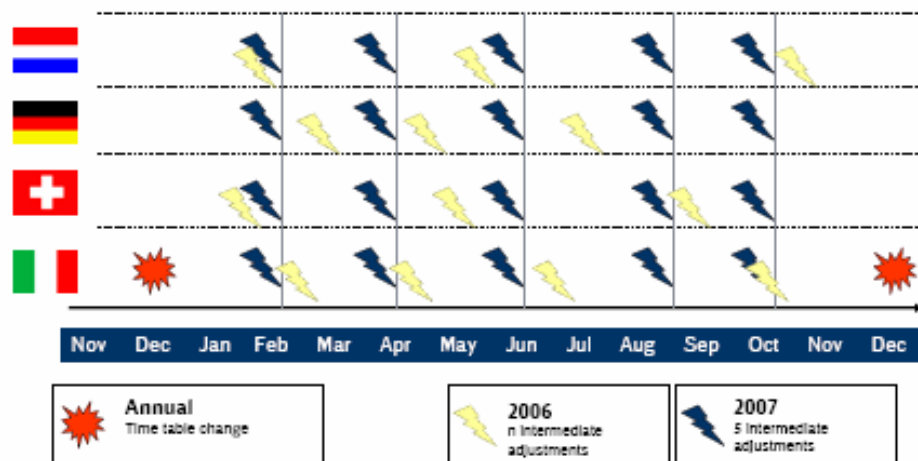 Nov Dec Jan Feb Mar Apr May Jun Jul Aug Sep Oct Nov Dec
Annual
Time table change
2006
n Intermediate
adjustments
2007
5 Intermediate
adjustments